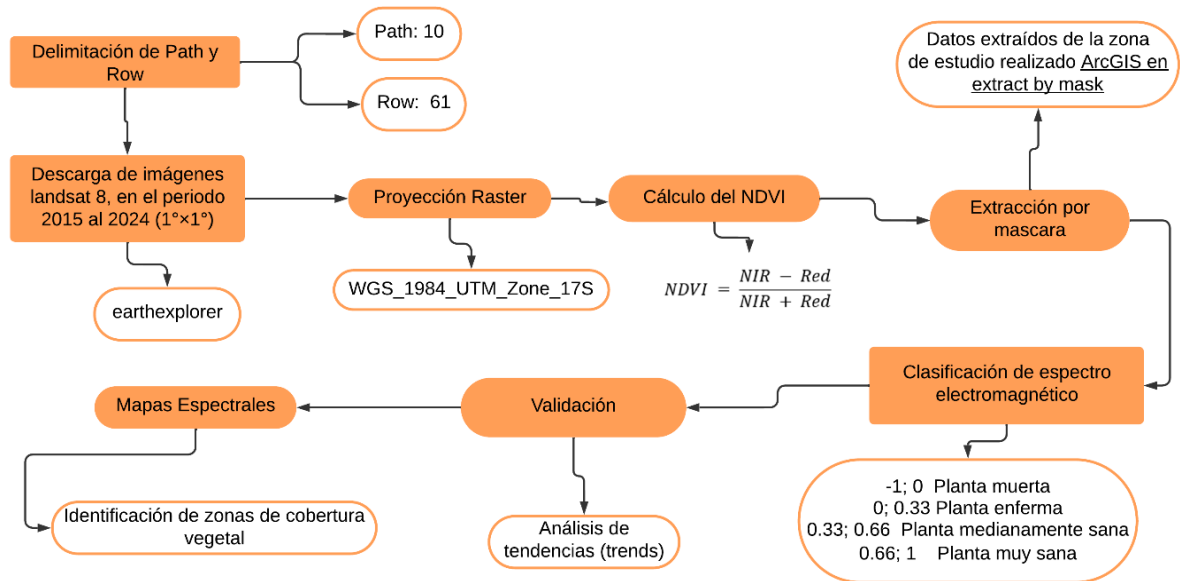 Delimitación de Path y
Row
Path: 10
Row: 61
Datos extraídos de la zona
de estudio realizado ArcGIS en
extract by mask
Descarga de imágenes
landsat 8, en el periodo
2015 al 2024 (1°×1°)
earthexplorer
Proyección Raster
WGS_1984_UTM_Zone_17S
Cálculo del NDVI
NDVI = (NIR − Red) / (NIR + Red)
Extracción por
mascara
Clasificación de espectro
electromagnético
-1; 0 Planta muerta
0; 0.33 Planta enferma
0.33; 0.66 Planta medianamente sana
0.66; 1 Planta muy sana
Validación
Análisis de
tendencias (trends)
Mapas Espectrales
Identificación de zonas de cobertura
vegetal